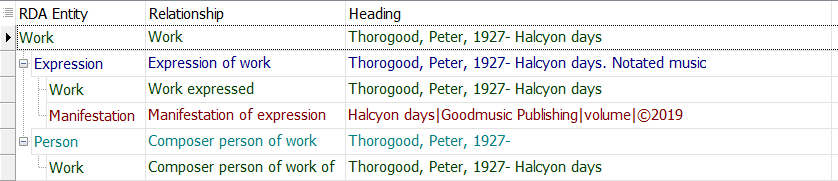 RDA Entity Relationship Heading
Work Work Thorogood, Peter, 1927- Halcyon days
Expression Expression of work Thorogood, Peter, 1927- Halcyon days. Notated music
Work Work expressed Thorogood, Peter, 1927- Halcyon days
Manifestation Manifestation of expression Halcyon days|Goodmusic Publishing|volume|©2019
Person Composer person of work Thorogood, Peter, 1927-
Work Composer person of work of Thorogood, Peter, 1927- Halcyon days